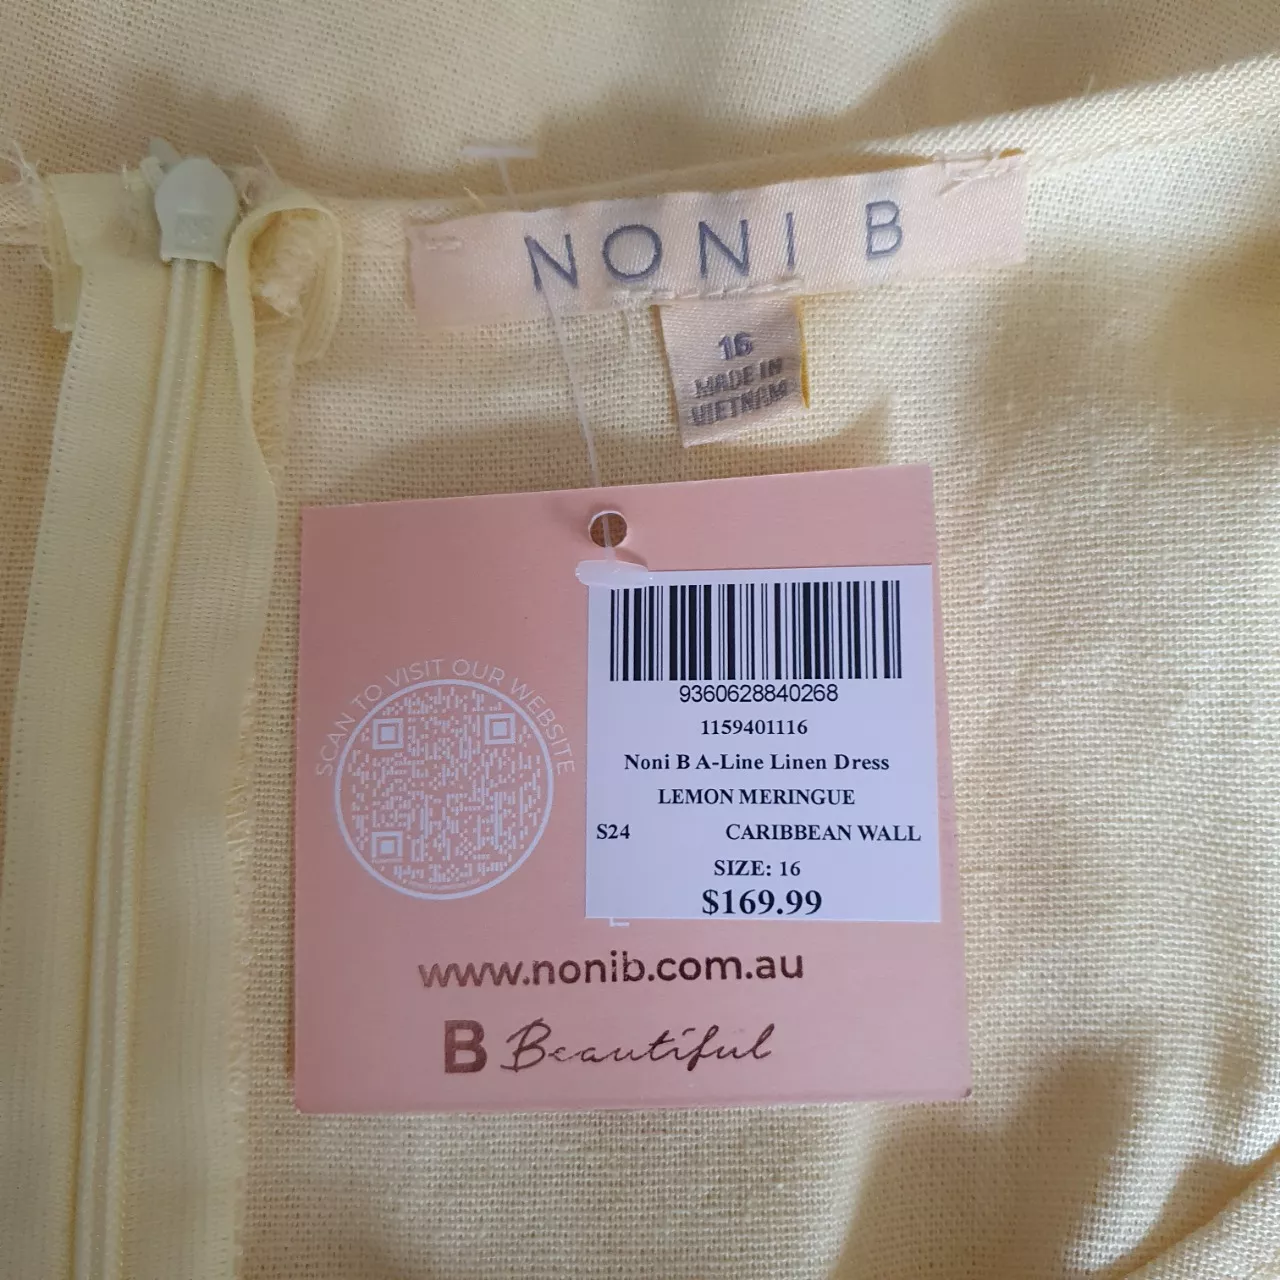 NONI B
16
MADE IN
VIETNAM
SCAN TO VISIT OUR WEBSITE
9360628840268
1159401116
Noni B A-Line Linen Dress
LEMON MERINGUE
S24 CARIBBEAN WALL
SIZE: 16
$169.99
www.nonib.com.au
B Beautiful